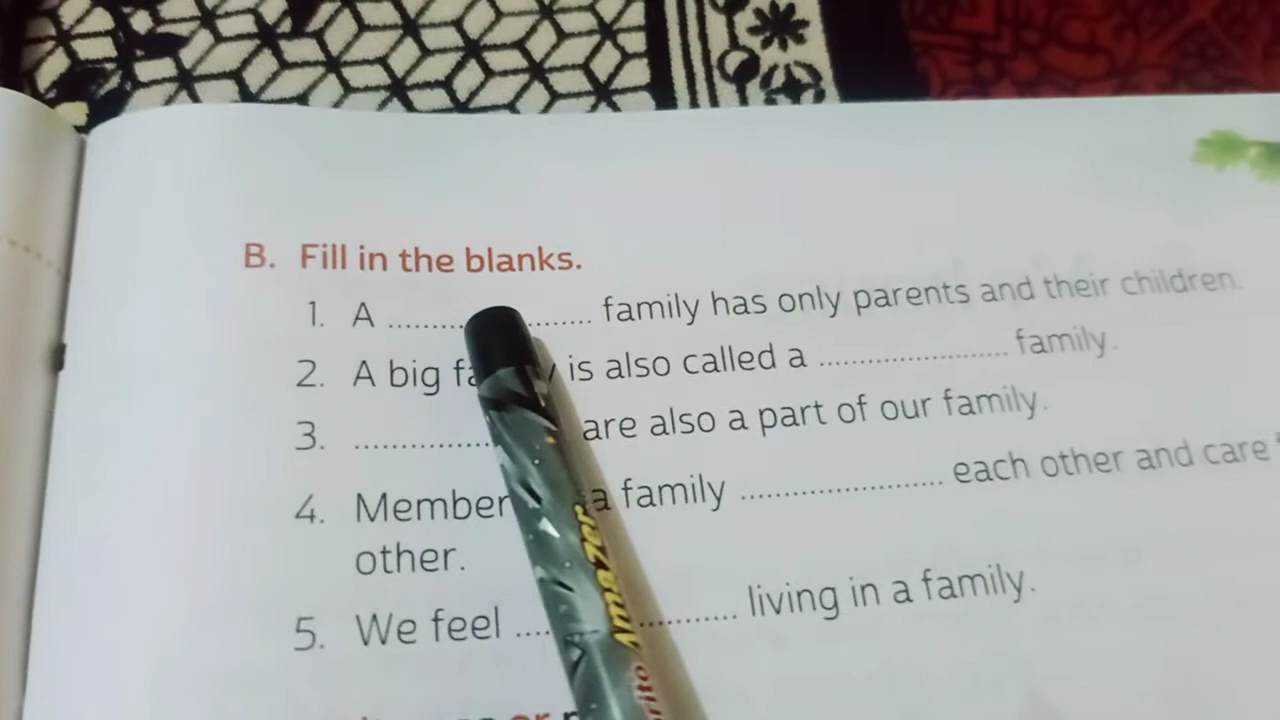 B. Fill in the blanks.
1. A .................... family has only parents and their children.
2. A big is also called a .................... family.
3. .................... are also a part of our family.
4. Member a family .................... each other and care
other.
5. We feel .................... living in a family.
Amazer
or